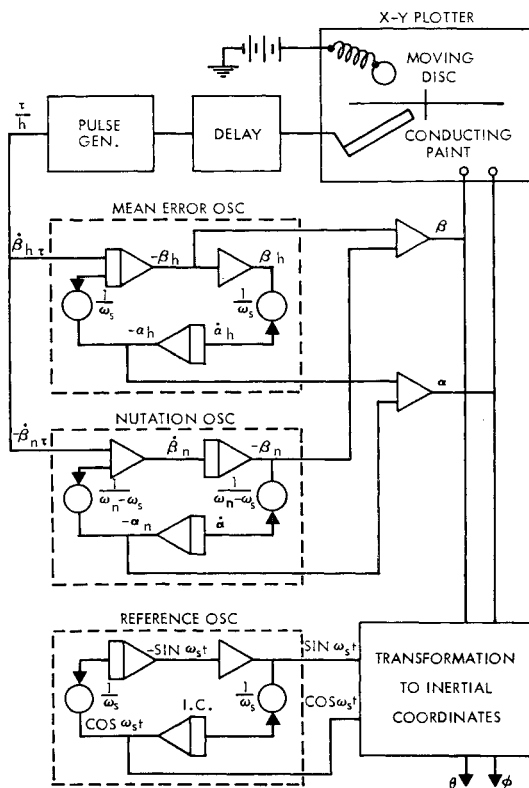 X-Y PLOTTER
MOVING
DISC
CONDUCTING
PAINT
τ/h
PULSE
GEN.
DELAY
MEAN ERROR OSC
β̇hτ
-βh
βh
1/ωs
1/ωs
-αh
α̇h
β
α
NUTATION OSC
-β̇nτ
β̇n
-βn
1/ωn-ωs
1/ωn-ωs
-αn
α̇
REFERENCE OSC
-SIN ωst
SIN ωst
1/ωs
1/ωs
I.C.
COS ωst
COSωst
TRANSFORMATION
TO INERTIAL
COORDINATES
θ
ϕ